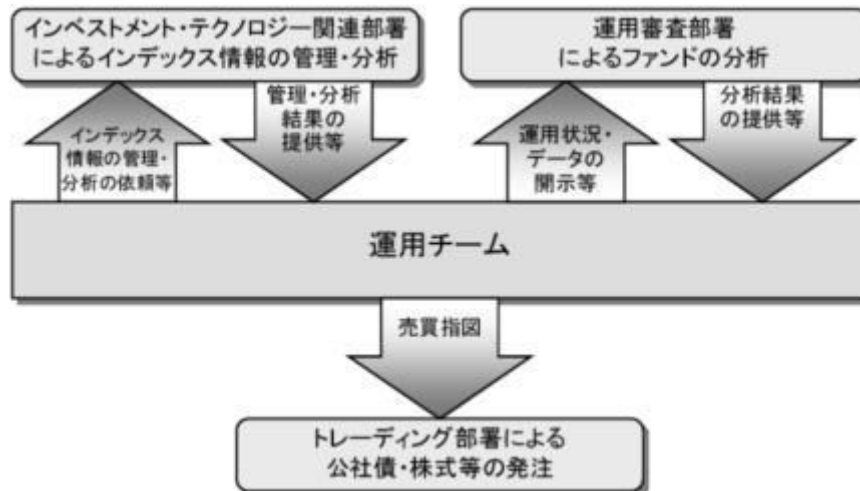 インベストメント・テクノロジー関連部署
によるインデックス情報の管理・分析
運用審査部署
によるファンドの分析
インデックス
情報の管理・
分析の依頼等
管理・分析
結果の
提供等
運用状況・
データの
開示等
分析結果
の提供等
運用チーム
売買指図
トレーディング部署による
公社債・株式等の発注